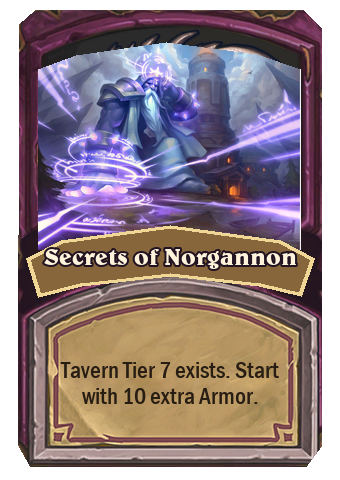 Secrets of Norgannon
Tavern Tier 7 exists. Start
with 10 extra Armor.